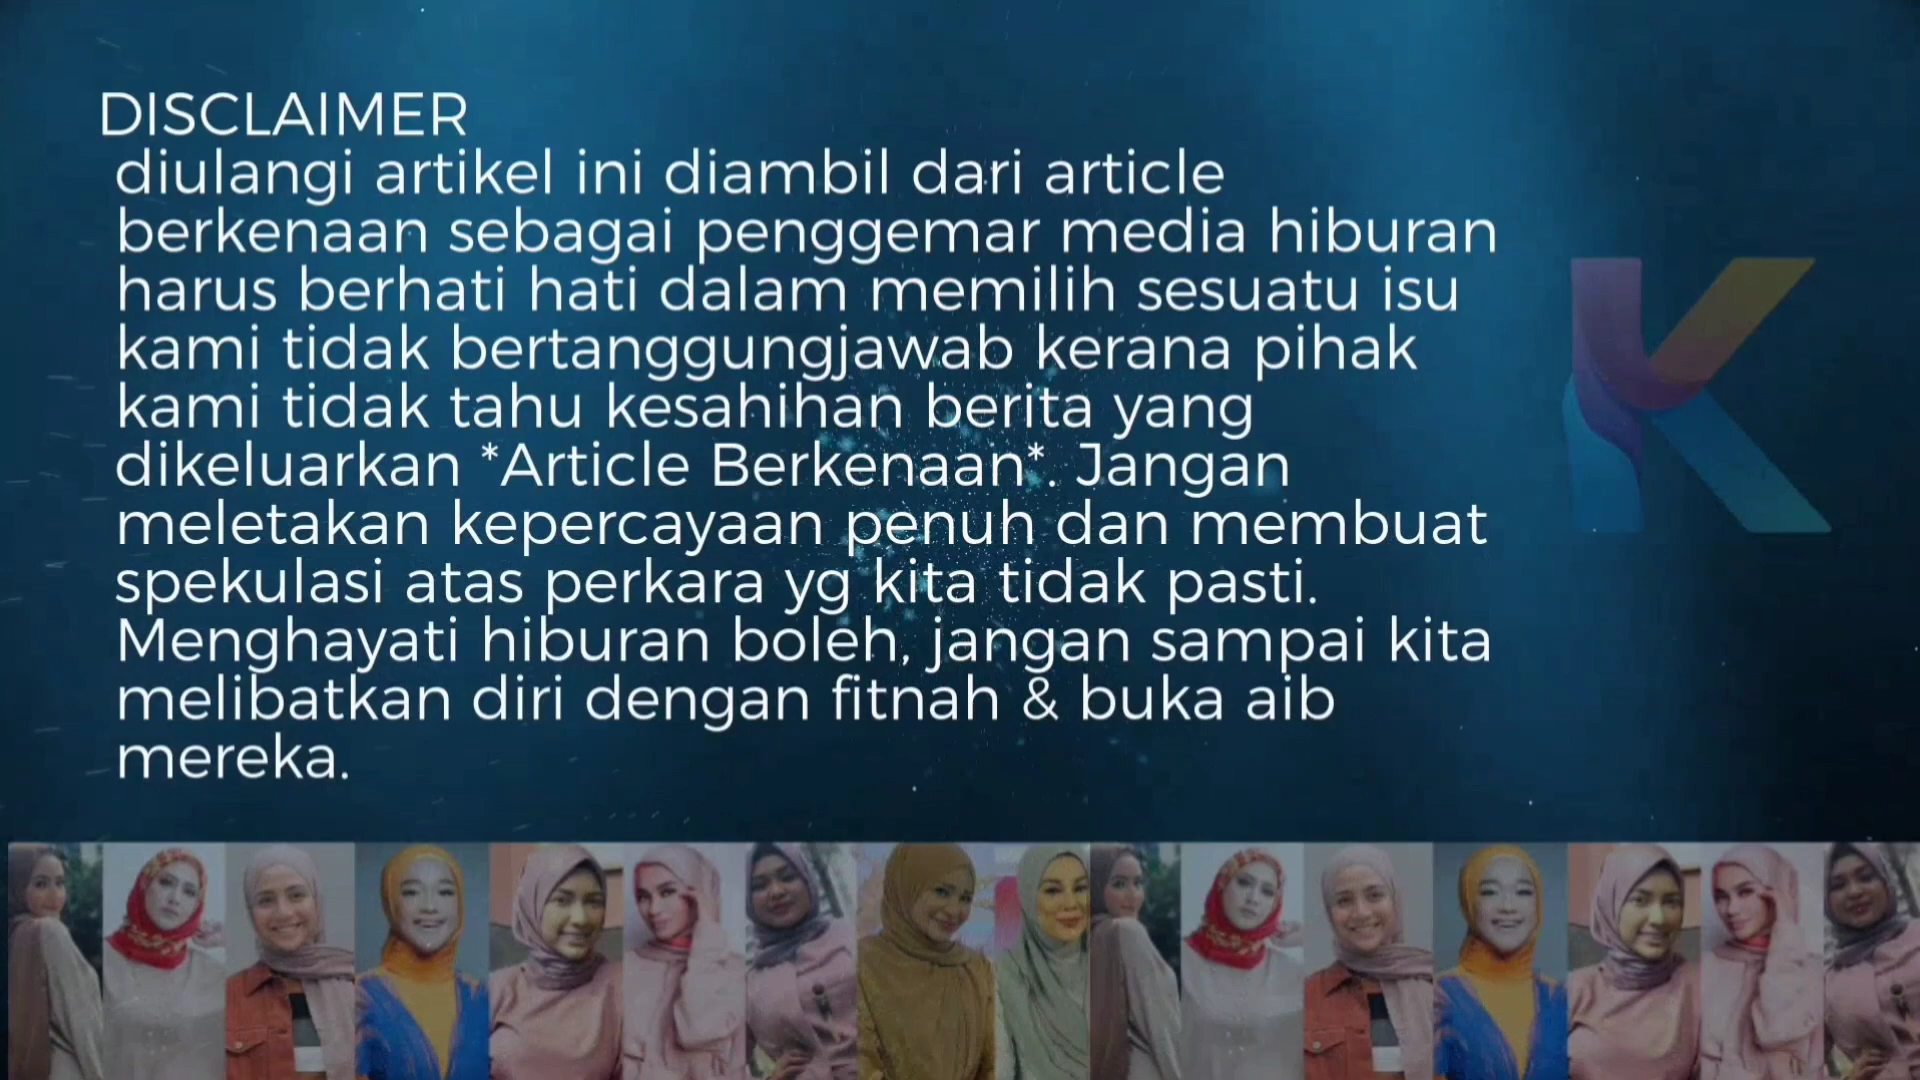 DISCLAIMER
diulangi artikel ini diambil dari article
berkenaan sebagai penggemar media hiburan
harus berhati hati dalam memilih sesuatu isu
kami tidak bertanggungjawab kerana pihak
kami tidak tahu kesahihan berita yang
dikeluarkan *Article Berkenaan*. Jangan
meletakan kepercayaan penuh dan membuat
spekulasi atas perkara yg kita tidak pasti.
Menghayati hiburan boleh, jangan sampai kita
melibatkan diri dengan fitnah & buka aib
mereka.
K